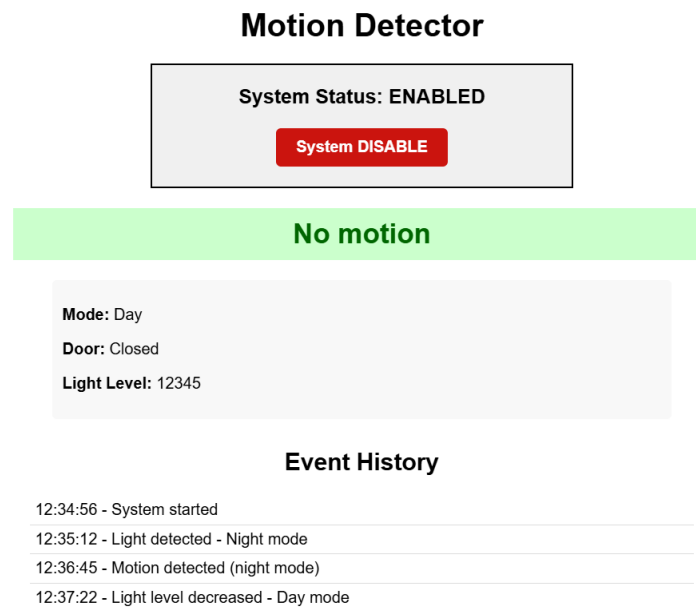 Motion Detector
System Status: ENABLED
System DISABLE
No motion
Mode: Day
Door: Closed
Light Level: 12345
Event History
12:34:56 - System started
12:35:12 - Light detected - Night mode
12:36:45 - Motion detected (night mode)
12:37:22 - Light level decreased - Day mode